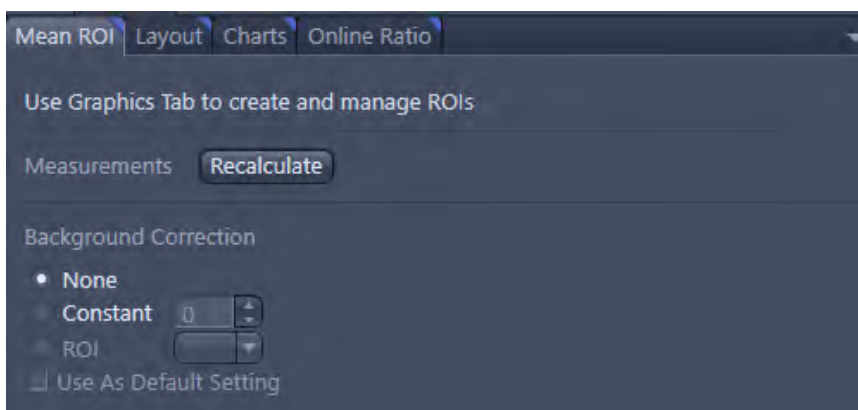 Mean ROI Layout Charts Online Ratio
Use Graphics Tab to create and manage ROIs
Measurements Recalculate
Background Correction
None
Constant 0
ROI
Use As Default Setting